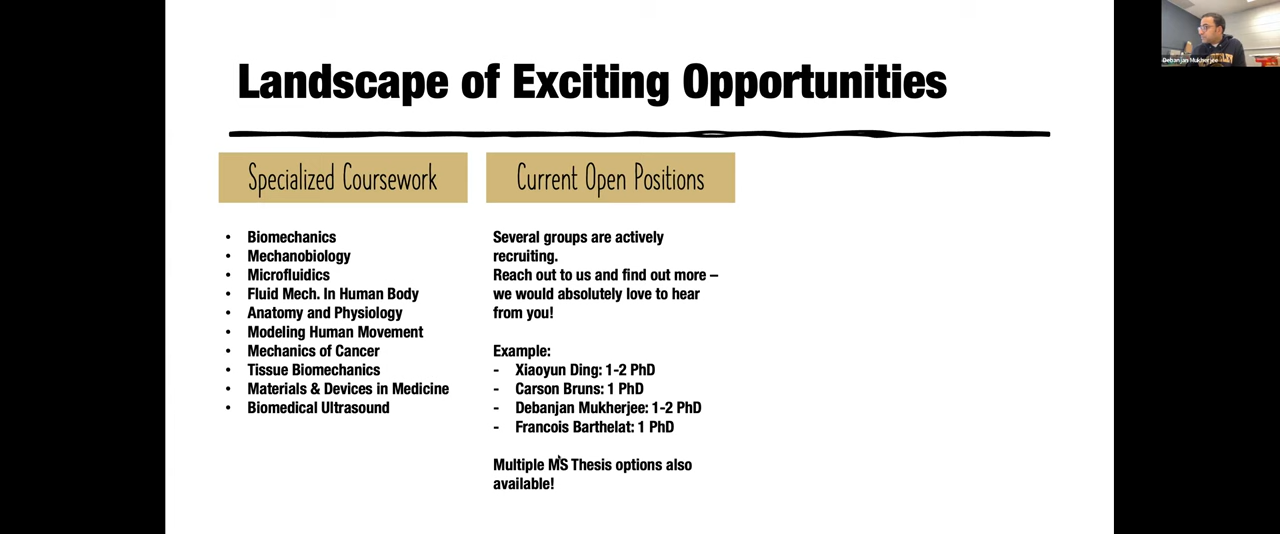 Landscape of Exciting Opportunities
Debanjan Mukherjee
Specialized Coursework
• Biomechanics
• Mechanobiology
• Microfluidics
• Fluid Mech. In Human Body
• Anatomy and Physiology
• Modeling Human Movement
• Mechanics of Cancer
• Tissue Biomechanics
• Materials & Devices in Medicine
• Biomedical Ultrasound
Current Open Positions
Several groups are actively
recruiting.
Reach out to us and find out more –
we would absolutely love to hear
from you!
Example:
- Xiaoyun Ding: 1-2 PhD
- Carson Bruns: 1 PhD
- Debanjan Mukherjee: 1-2 PhD
- Francois Barthelat: 1 PhD
Multiple MS Thesis options also
available!